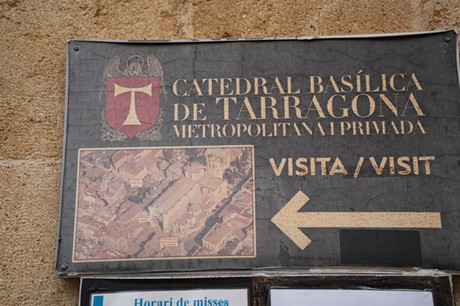 CATEDRAL BASÍLICA
DE TARRAGONA
METROPOLITANA I PRIMADA
VISITA / VISIT
Horari de misses